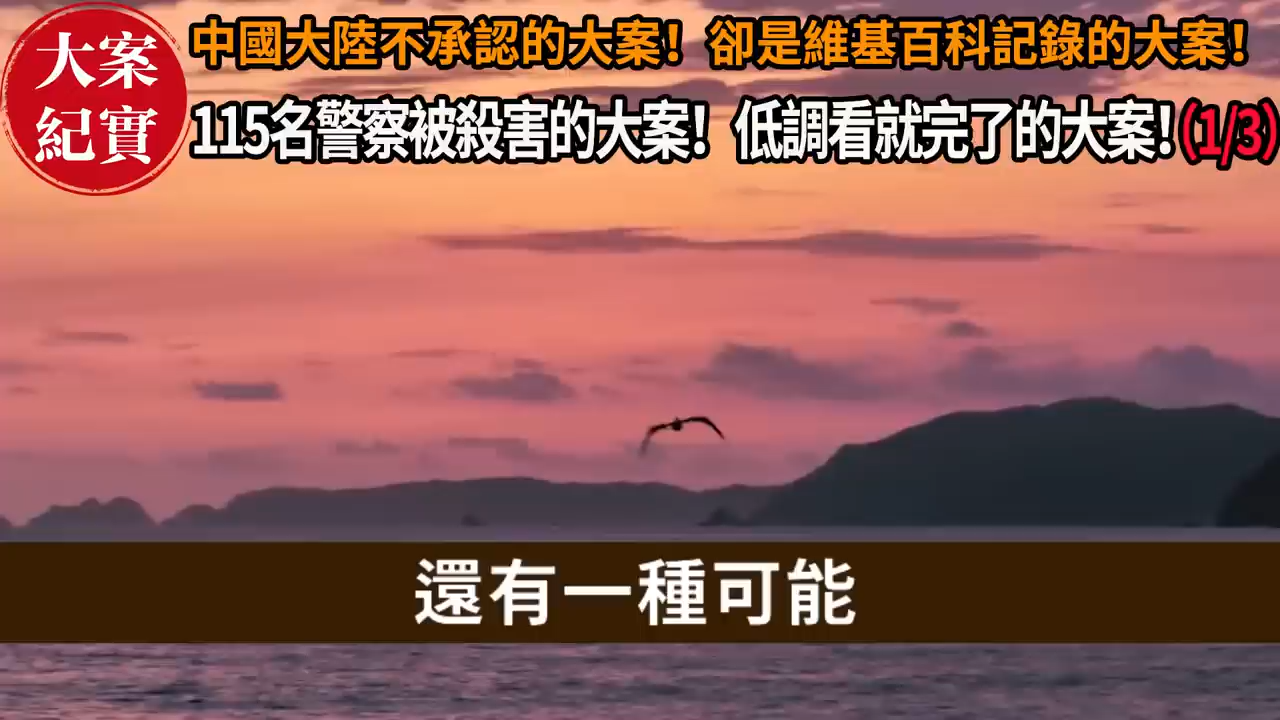 大案
紀實
中國大陸不承認的大案！卻是維基百科記錄的大案！
115名警察被殺害的大案！低調看就完了的大案！(1/3)
還有一種可能